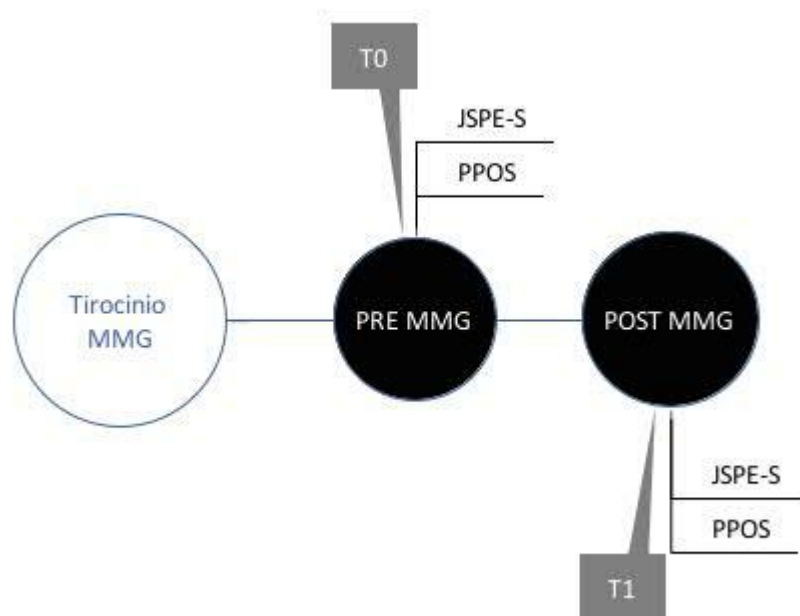 T0
JSPE-S
PPOS
Tirocinio
MMG
PRE MMG
POST MMG
JSPE-S
PPOS
T1